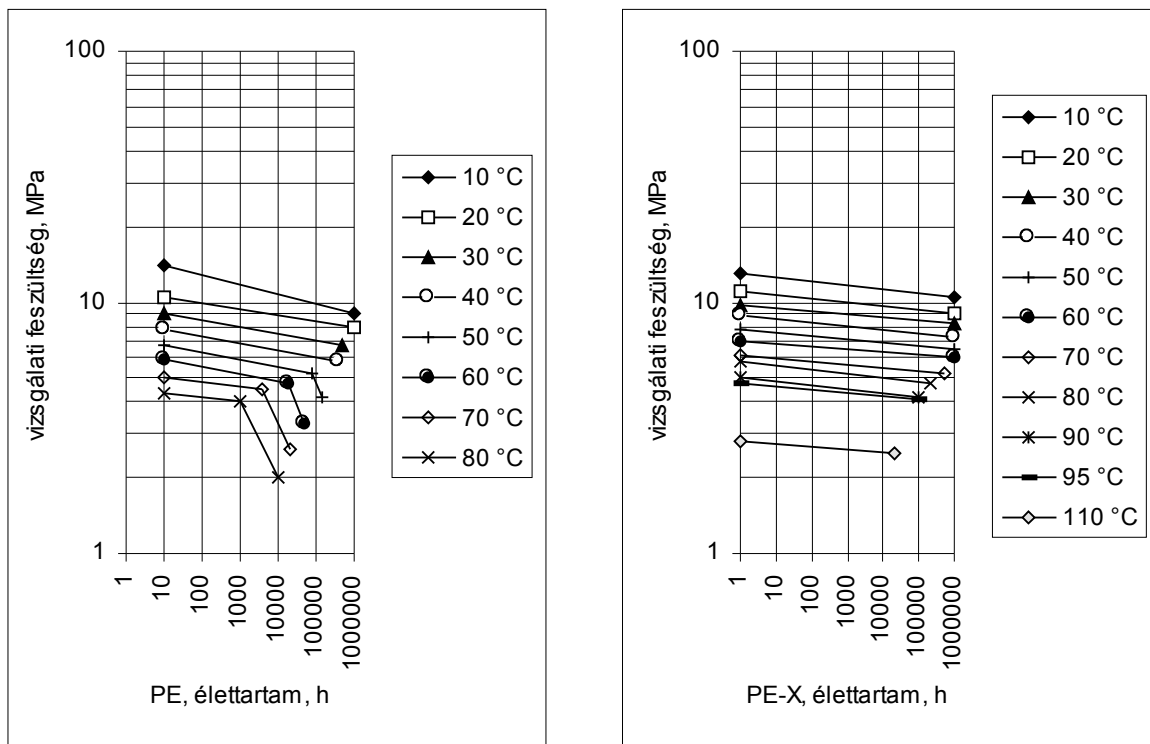 100
10
1
vizsgálati feszültség, MPa
1
10
100
1000
10000
100000
1000000
PE, élettartam, h
10 °C
20 °C
30 °C
40 °C
50 °C
60 °C
70 °C
80 °C
100
10
1
vizsgálati feszültség, MPa
1
10
100
1000
10000
100000
1000000
PE-X, élettartam, h
10 °C
20 °C
30 °C
40 °C
50 °C
60 °C
70 °C
80 °C
90 °C
95 °C
110 °C